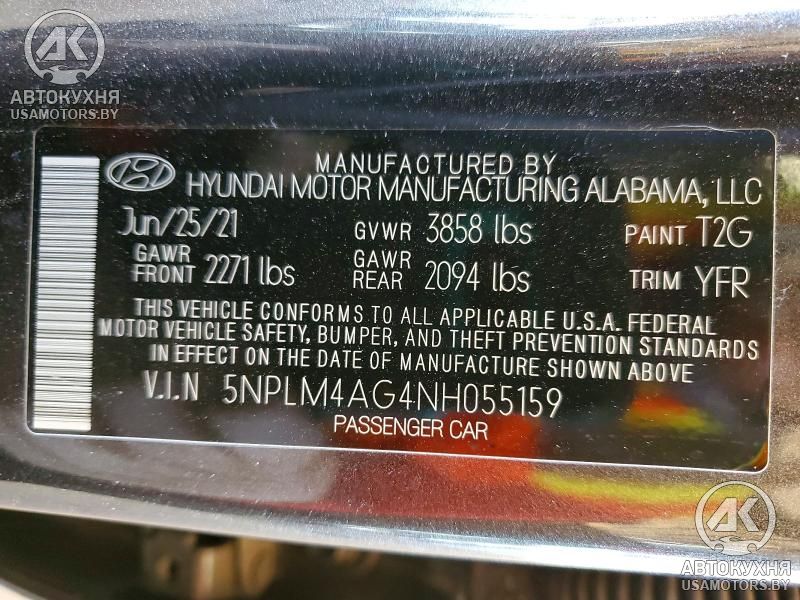 АК
АВТОКУХНЯ
USAMOTORS.BY
MANUFACTURED BY
HYUNDAI MOTOR MANUFACTURING ALABAMA, LLC
Jun/25/21 GVWR 3858 lbs PAINT T2G
GAWR FRONT 2271 lbs GAWR REAR 2094 lbs TRIM YFR
THIS VEHICLE CONFORMS TO ALL APPLICABLE U.S.A. FEDERAL
MOTOR VEHICLE SAFETY, BUMPER, AND THEFT PREVENTION STANDARDS
IN EFFECT ON THE DATE OF MANUFACTURE SHOWN ABOVE
V.I.N 5NPLM4AG4NH055159
PASSENGER CAR
АК
АВТОКУХНЯ
USAMOTORS.BY